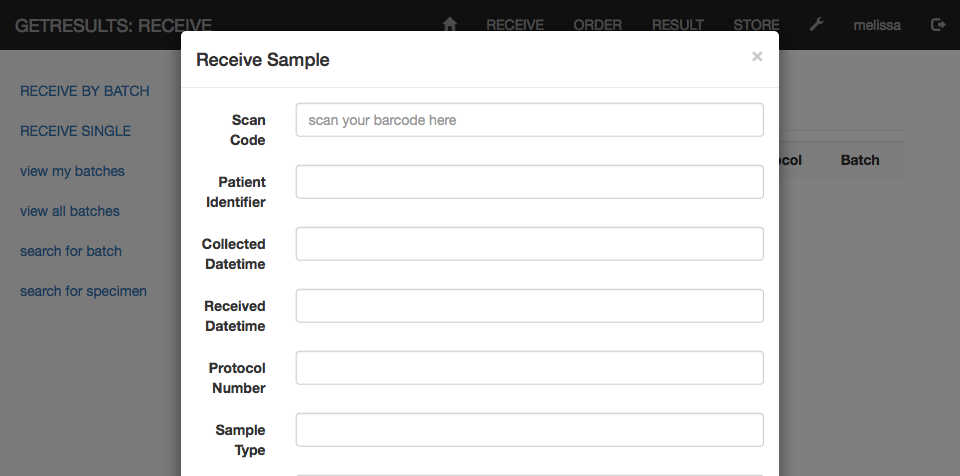 GETRESULTS: RECEIVE
RECEIVE ORDER RESULT STORE melissa
RECEIVE BY BATCH
RECEIVE SINGLE
view my batches
view all batches
search for batch
search for specimen
Receive Sample ×
Scan
Code
scan your barcode here
Patient
Identifier
Collected
Datetime
Received
Datetime
Protocol
Number
Sample
Type
Batch